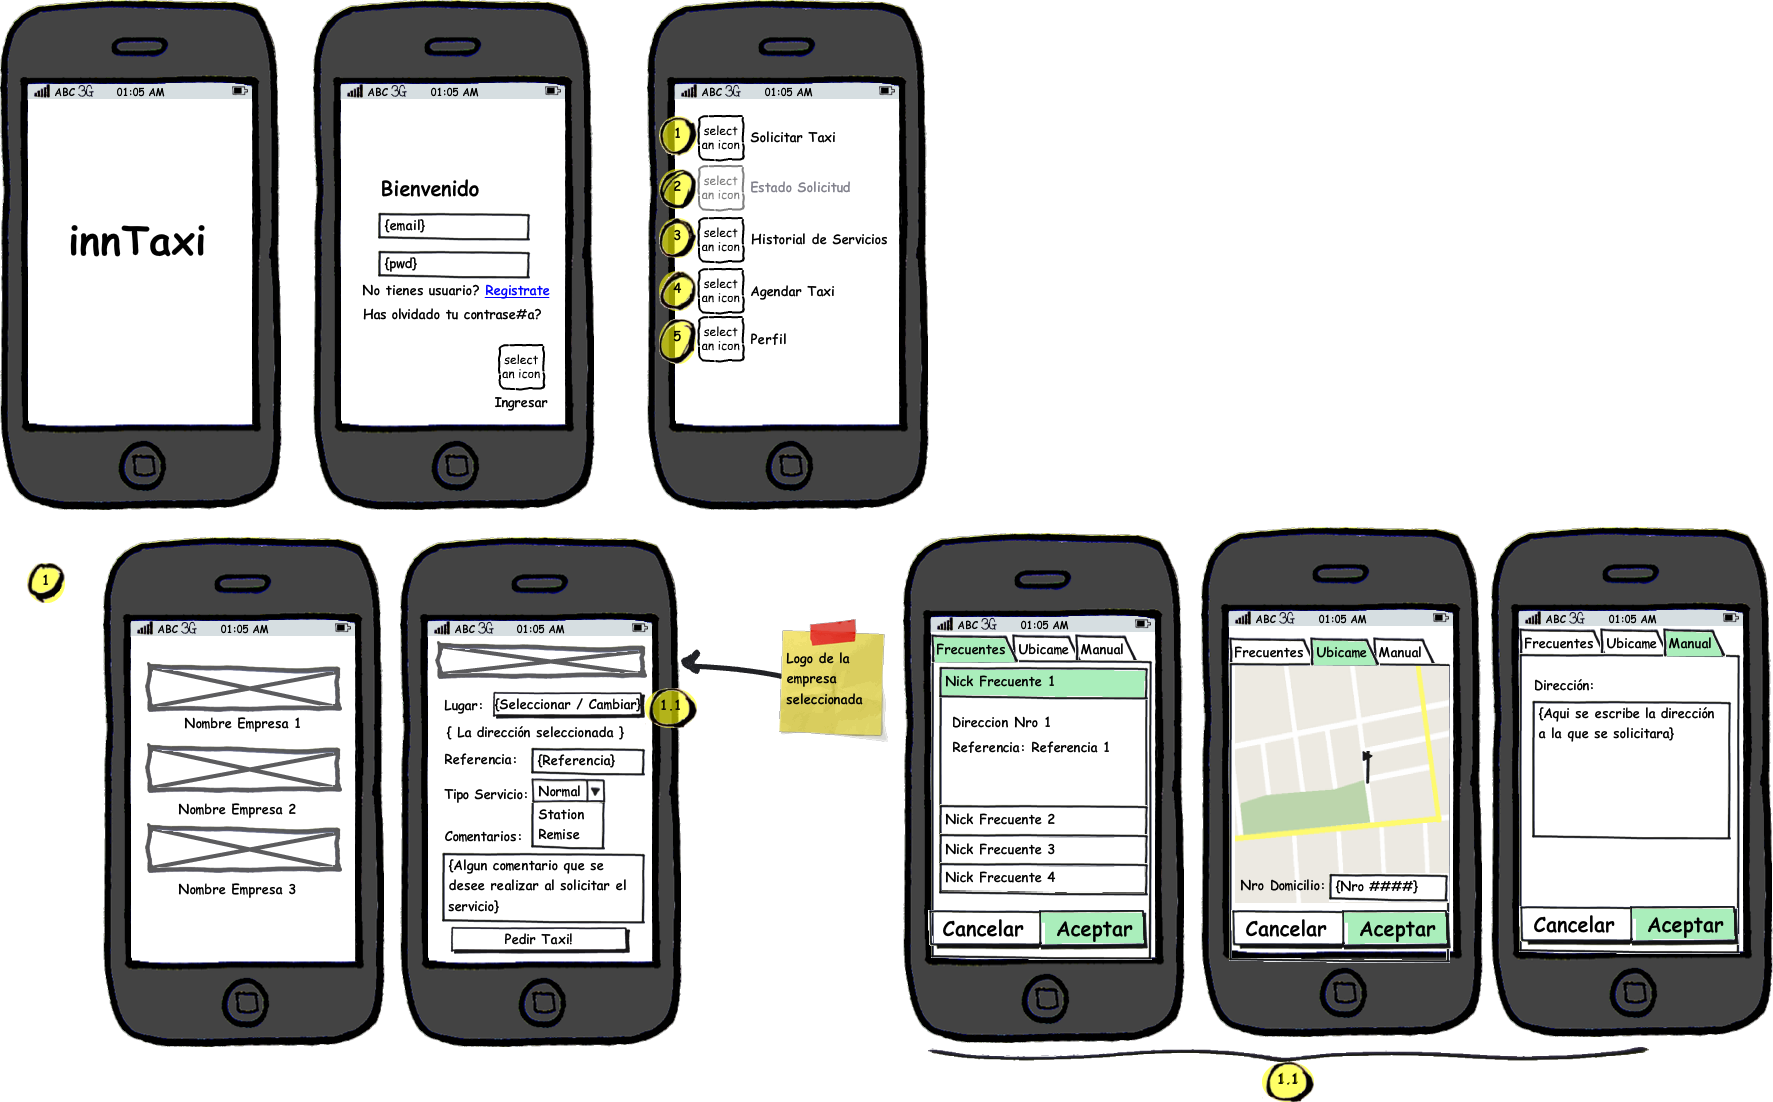 ABC 3G 01:05 AM
innTaxi
ABC 3G 01:05 AM
Bienvenido
{email}
{pwd}
No tienes usuario? Registrate
Has olvidado tu contrase#a?
select
an icon
Ingresar
ABC 3G 01:05 AM
1 select
an icon
Solicitar Taxi
2 select
an icon
Estado Solicitud
3 select
an icon
Historial de Servicios
4 select
an icon
Agendar Taxi
5 select
an icon
Perfil
1
ABC 3G 01:05 AM
Nombre Empresa 1
Nombre Empresa 2
Nombre Empresa 3
ABC 3G 01:05 AM
Lugar: {Seleccionar / Cambiar} 1.1
{ La dirección seleccionada }
Referencia: {Referencia}
Tipo Servicio: Normal
Station
Remise
Comentarios:
{Algun comentario que se
desee realizar al solicitar el
servicio}
Pedir Taxi!
Logo de la
empresa
seleccionada
ABC 3G 01:05 AM
Frecuentes Ubicame Manual
Nick Frecuente 1
Direccion Nro 1
Referencia: Referencia 1
Nick Frecuente 2
Nick Frecuente 3
Nick Frecuente 4
Cancelar Aceptar
ABC 3G 01:05 AM
Frecuentes Ubicame Manual
Nro Domicilio: {Nro ####}
Cancelar Aceptar
ABC 3G 01:05 AM
Frecuentes Ubicame Manual
Dirección:
{Aqui se escribe la dirección
a la que se solicitara}
Cancelar Aceptar
1.1